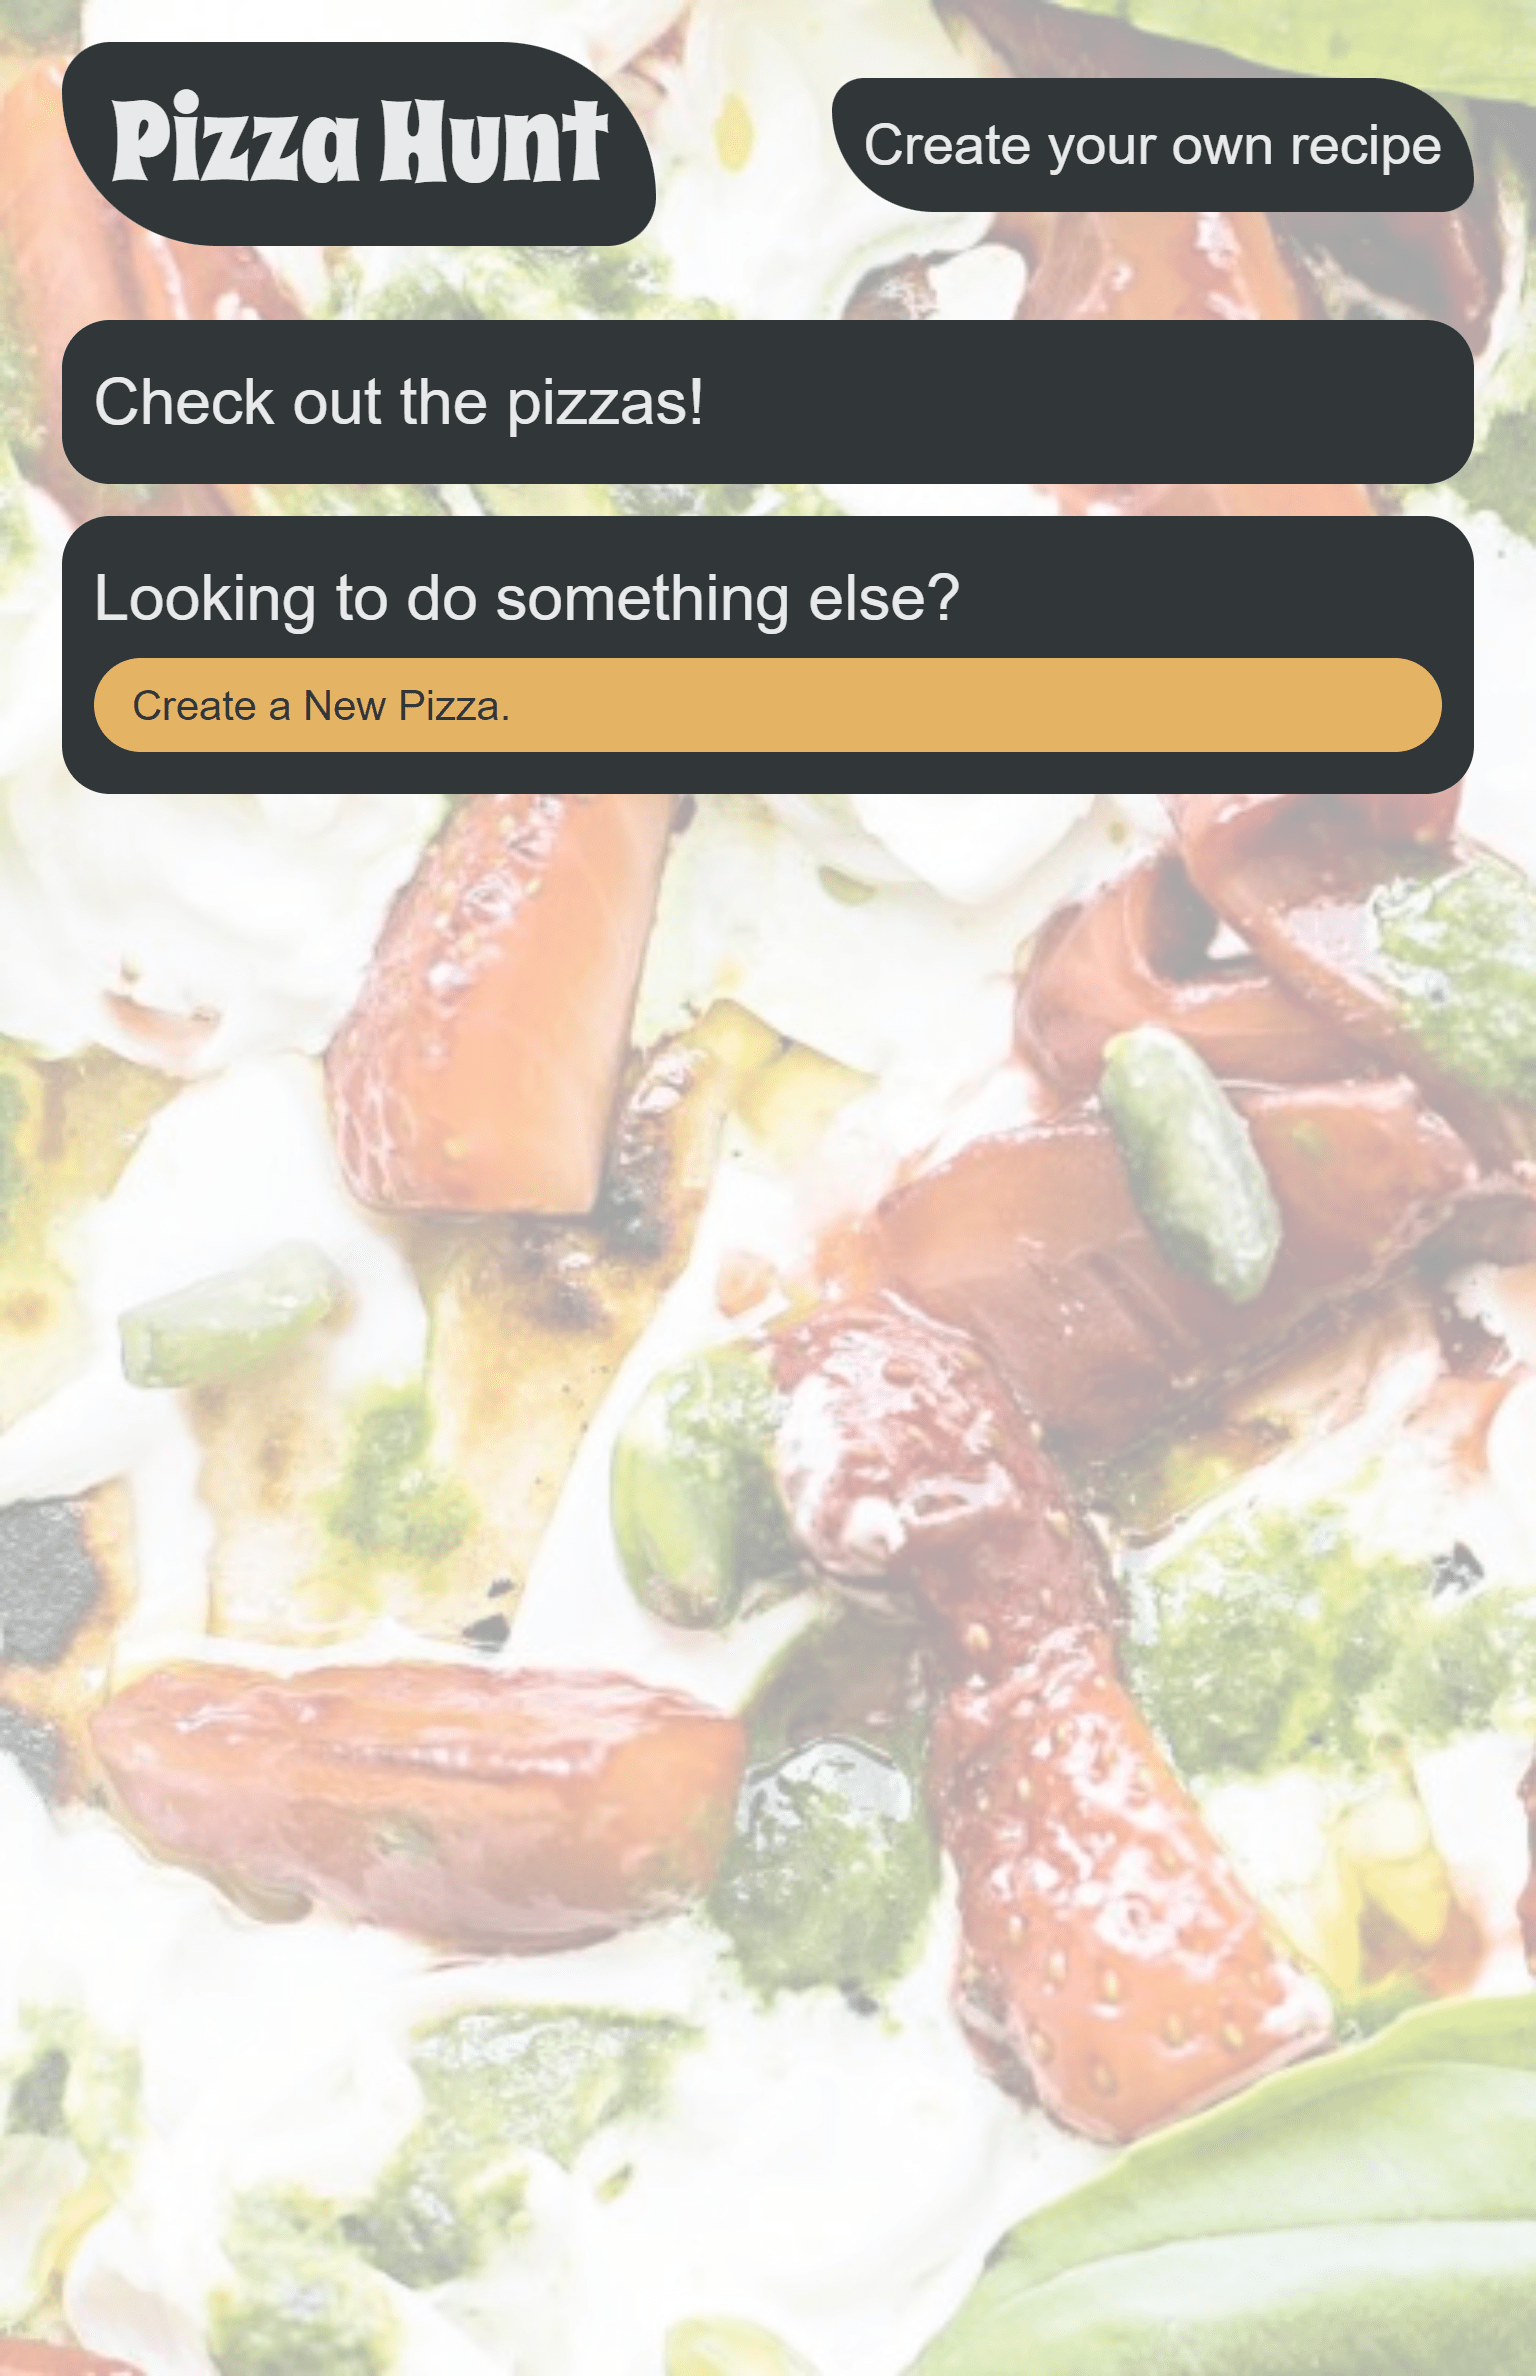 Pizza Hunt
Create your own recipe
Check out the pizzas!
Looking to do something else?
Create a New Pizza.